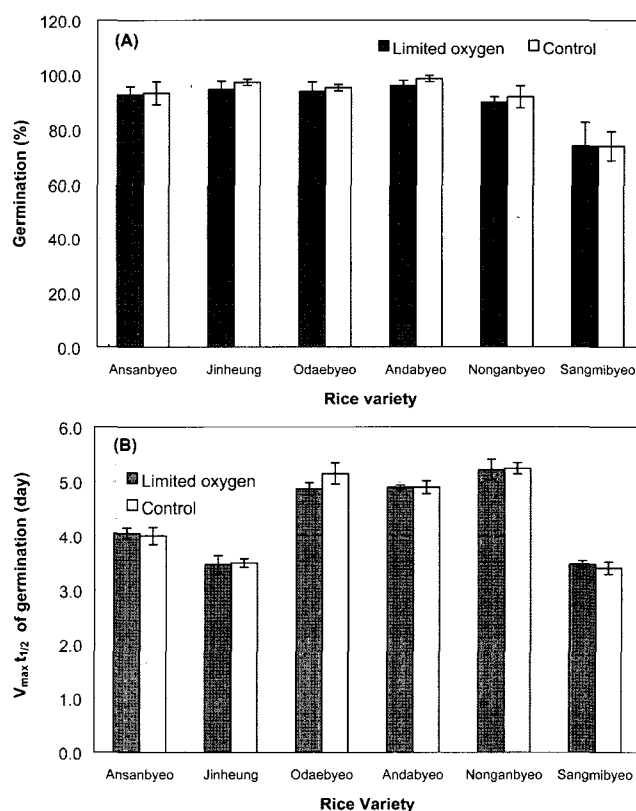 (A)
Limited oxygen Control
Germination (%)
120.0
100.0
80.0
60.0
40.0
20.0
0.0
Ansanbyeo Jinheung Odaebyeo Andabyeo Nonganbyeo Sangmibyeo
Rice variety
(B)
Limited oxygen
Control
Vmax t1/2 of germination (day)
6.0
5.0
4.0
3.0
2.0
1.0
0.0
Ansanbyeo Jinheung Odaebyeo Andabyeo Nonganbyeo Sangmibyeo
Rice Variety